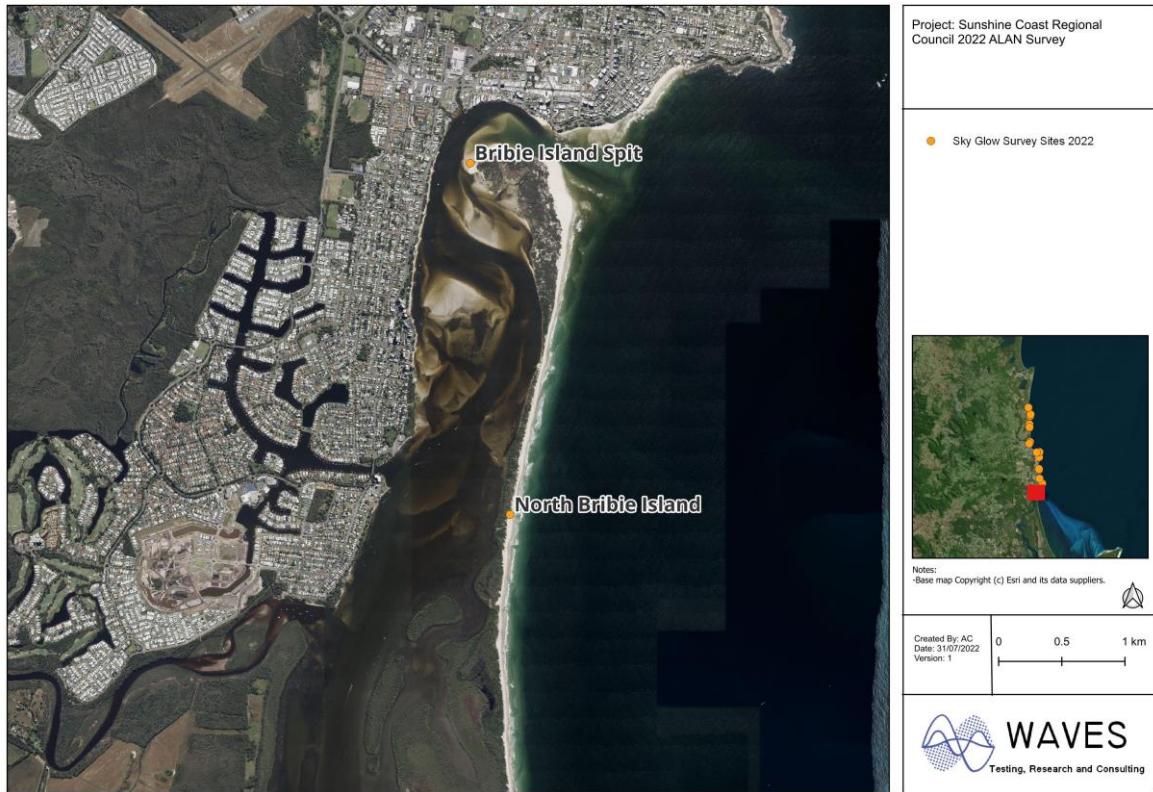 Bribie Island Spit
North Bribie Island
Project: Sunshine Coast Regional
Council 2022 ALAN Survey
Sky Glow Survey Sites 2022
Notes:
-Base map Copyright (c) Esri and its data suppliers.
Created By: AC
Date: 31/07/2022
Version: 1
0 0.5 1 km
WAVES
Testing, Research and Consulting